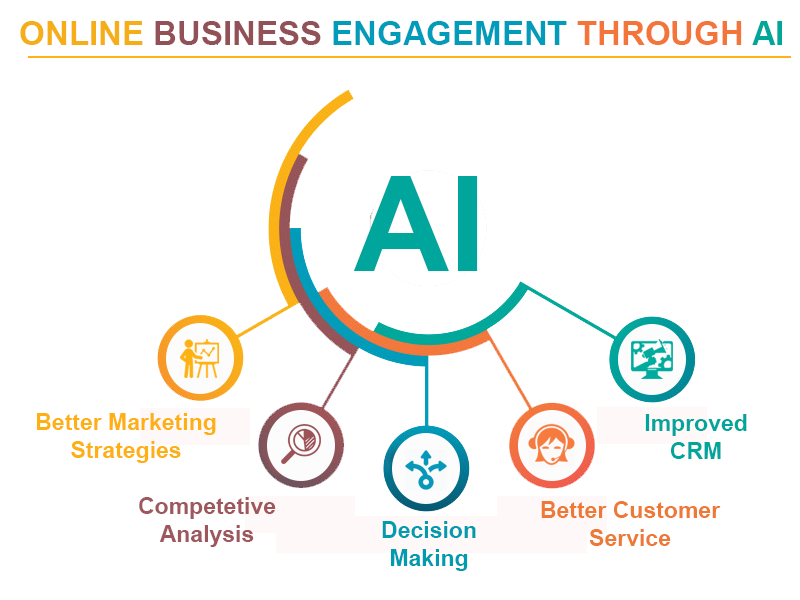 ONLINE BUSINESS ENGAGEMENT THROUGH AI
AI
Better Marketing
Strategies
Competetive
Analysis
Decision
Making
Better Customer
Service
Improved
CRM